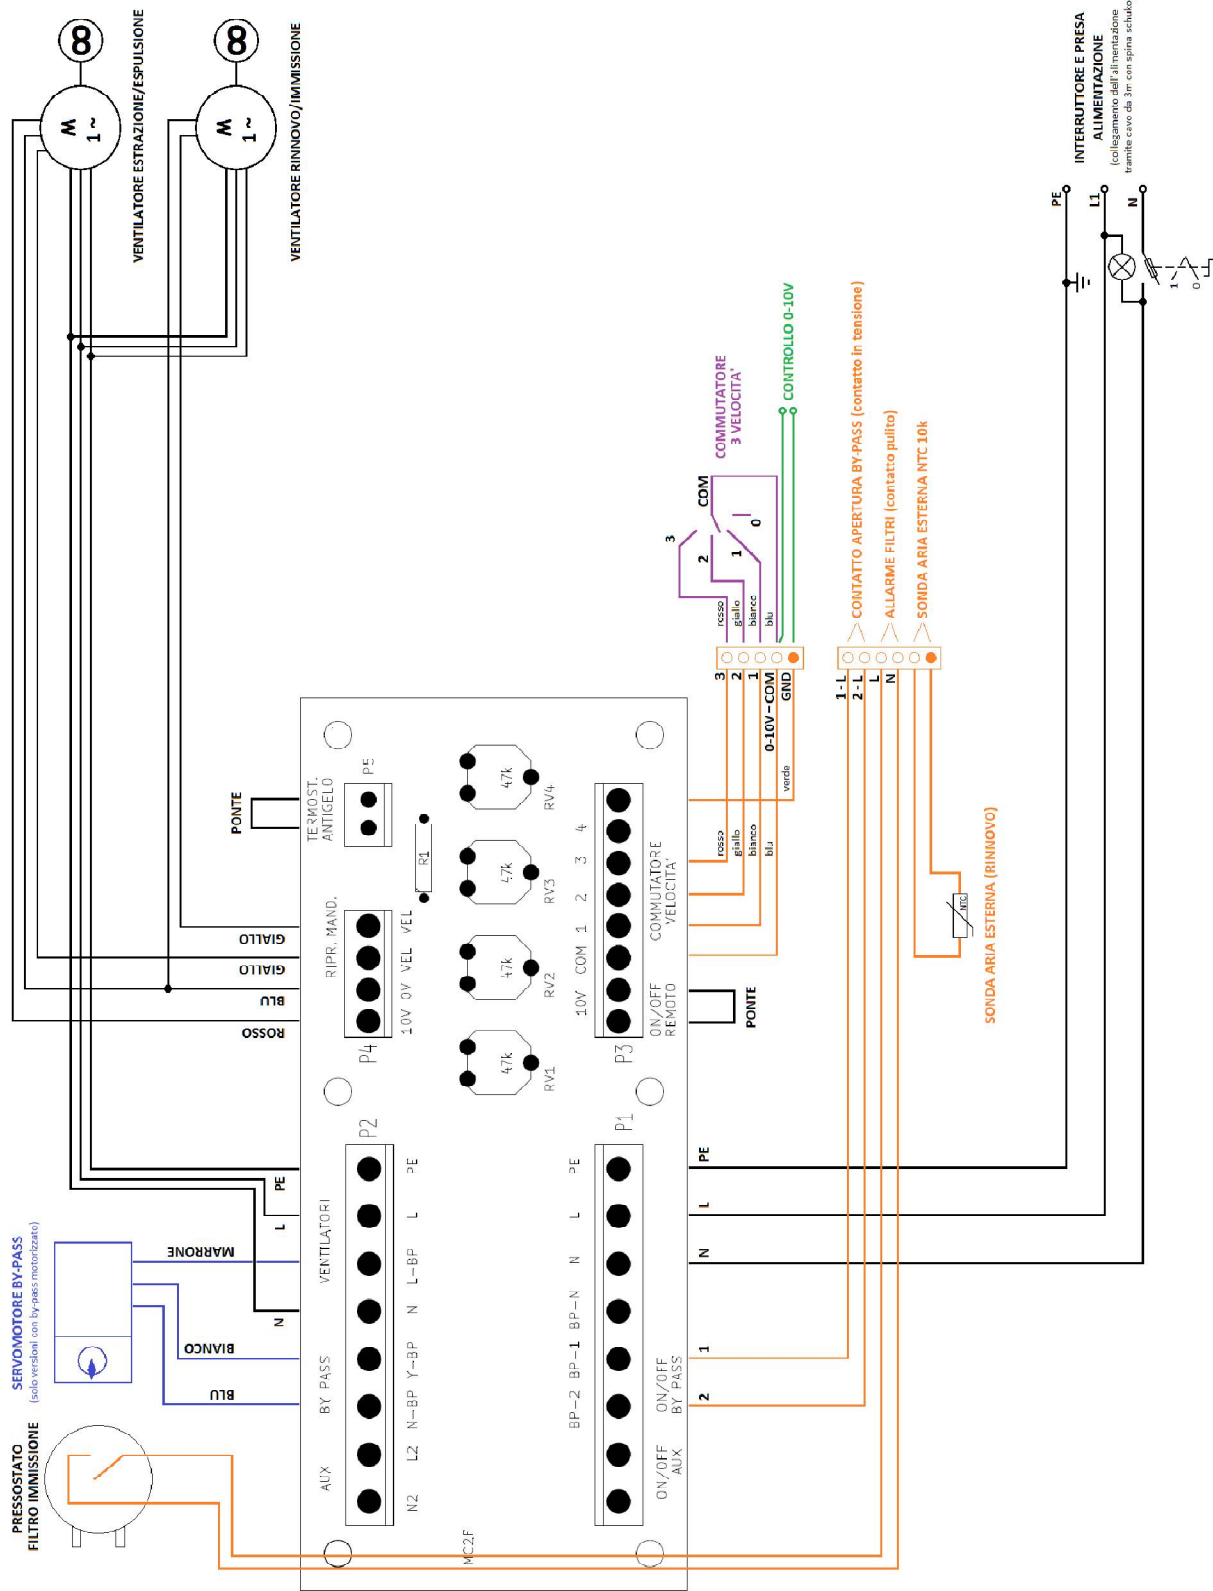 8
8
W
1 ~
W
1 ~
VENTILATORE ESTRAZIONE/ESPULSIONE
VENTILATORE RINNOVO/IMMISSIONE
INTERRUTTORE E PRESA
ALIMENTAZIONE
(collegamento dell'alimentazione
tramite cavo da 3m con spina schuko
PE
L1
N
1
0
COMMUTATORE
3 VELOCITA'
CONTROLLO 0-10V
COM
3
2
1
0
rosso
giallo
bianco
blu
3
2
1
0-10V – COM
GND
rosso
giallo
bianco
blu
verde
CONTATTO APERTURA BY-PASS (contatto in tensione)
ALLARME FILTRI (contatto pulito)
SONDA ARIA ESTERNA NTC 10k
1 - L
2 - L
L
N
NTC
SONDA ARIA ESTERNA (RINNOVO)
PONTE
TERMOST.
ANTIGELO
P5
R1
RIPR. MAND.
10V 0V VEL VEL
P4
GIALLO
GIALLO
BLU
ROSSO
47k
RV4
47k
RV3
47k
RV2
47k
RV1
10V COM 1 2 3 4
ON/OFF
REMOTO
COMMUTATORE
VELOCITA'
P3
PONTE
P2
PE
L
L-BP
N
Y-BP
N-BP
L2
N2
VENTILATORI
BY PASS
AUX
PE
L
N
MARRONE
BIANCO
BLU
SERVOMOTORE BY-PASS
(solo versioni con by-pass motorizzato)
PRESSOSTATO
FILTRO IMMISSIONE
P1
PE
L
N
BP-N
BP-1
BP-2
ON/OFF
BY PASS
ON/OFF
AUX
PE
L
N
1
2
MC2F